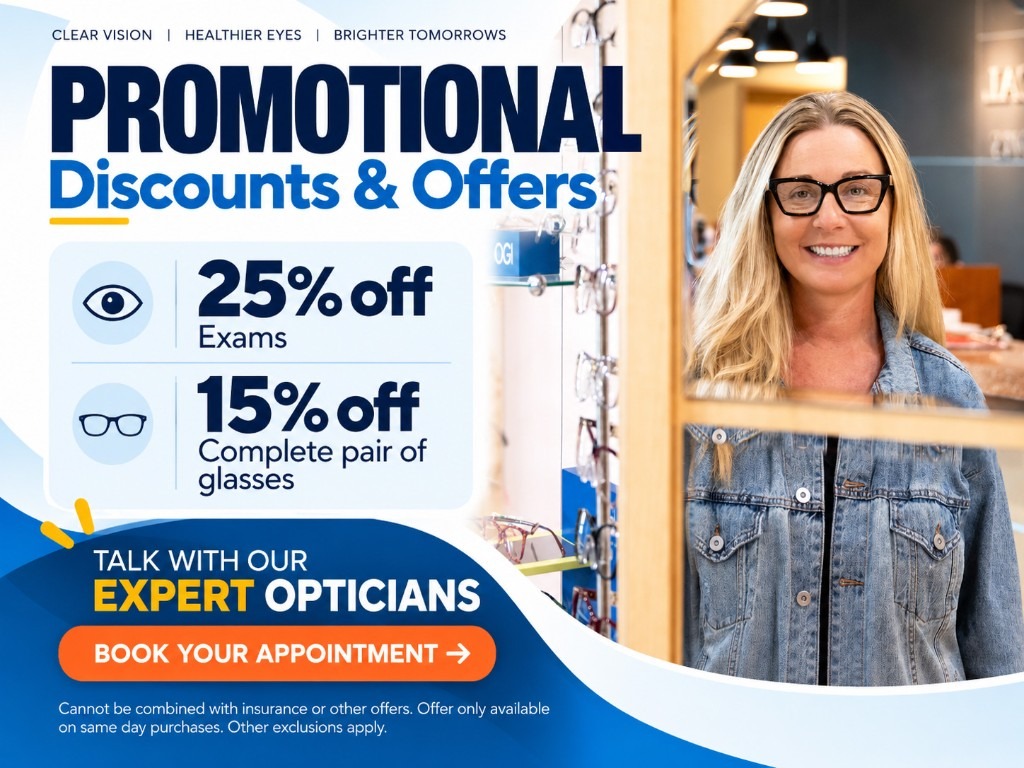 CLEAR VISION | HEALTHIER EYES | BRIGHTER TOMORROWS
PROMOTIONAL
Discounts & Offers
OGI
25% off
Exams
15% off
Complete pair of
glasses
TALK WITH OUR
EXPERT OPTICIANS
BOOK YOUR APPOINTMENT →
Cannot be combined with insurance or other offers. Offer only available
on same day purchases. Other exclusions apply.